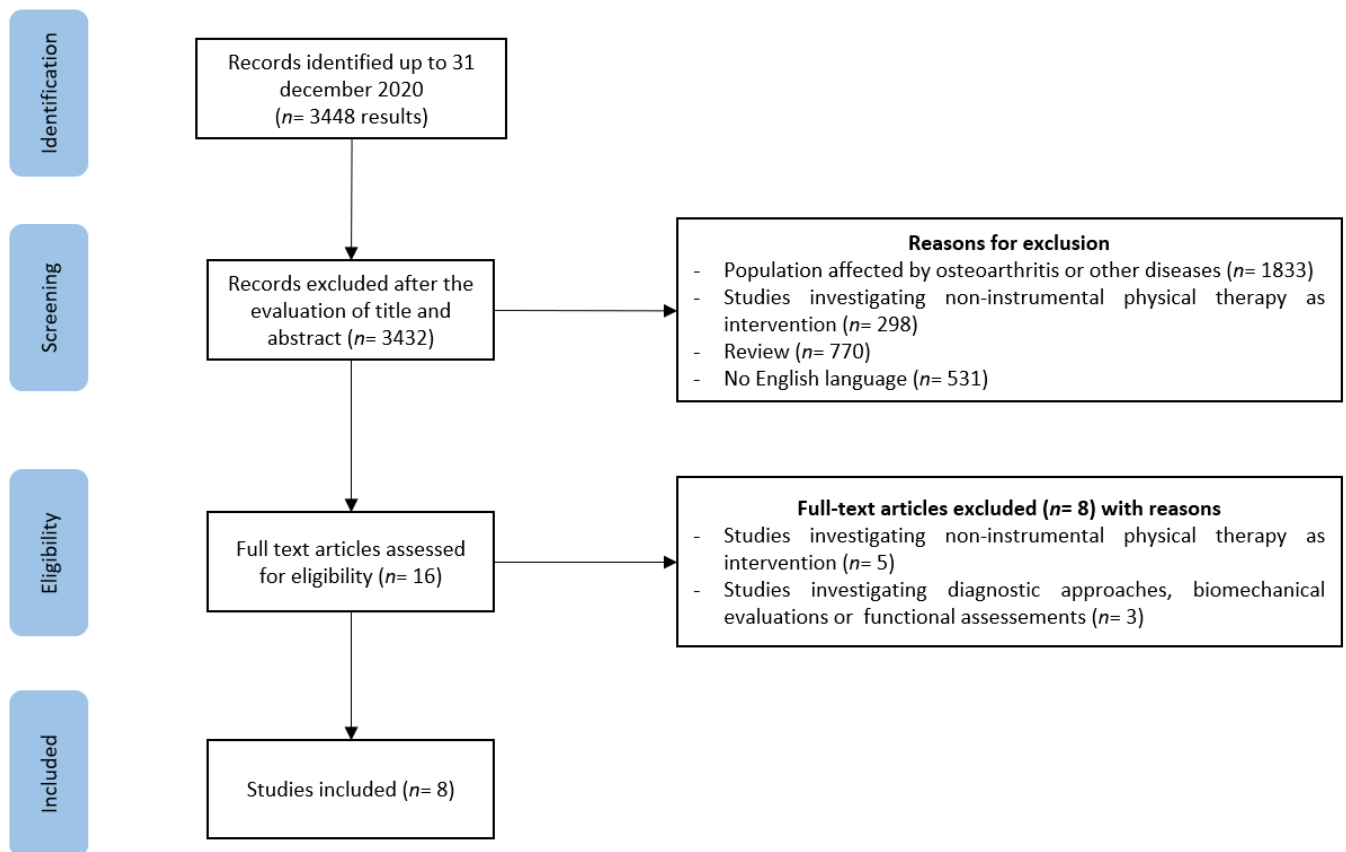 Identification
Records identified up to 31
december 2020
(n= 3448 results)
Screening
Records excluded after the
evaluation of title and
abstract (n= 3432)
Reasons for exclusion
- Population affected by osteoarthritis or other diseases (n= 1833)
- Studies investigating non-instrumental physical therapy as
intervention (n= 298)
- Review (n= 770)
- No English language (n= 531)
Eligibility
Full text articles assessed
for eligibility (n= 16)
Full-text articles excluded (n= 8) with reasons
- Studies investigating non-instrumental physical therapy as
intervention (n= 5)
- Studies investigating diagnostic approaches, biomechanical
evaluations or functional assessements (n= 3)
Included
Studies included (n= 8)